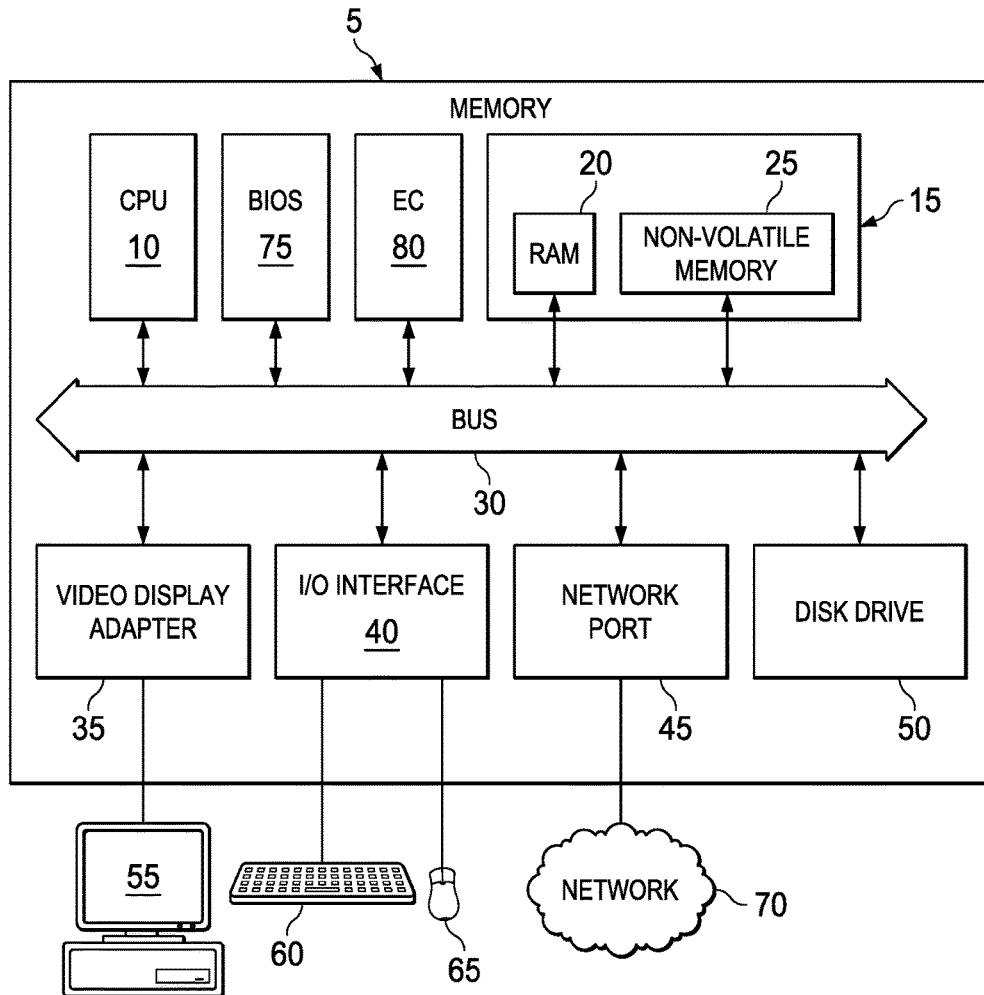 5
MEMORY
CPU
10
BIOS
75
EC
80
20
RAM
25
NON-VOLATILE
MEMORY
15
BUS
30
VIDEO DISPLAY
ADAPTER
35
I/O INTERFACE
40
NETWORK
PORT
45
DISK DRIVE
50
55
60
65
NETWORK
70